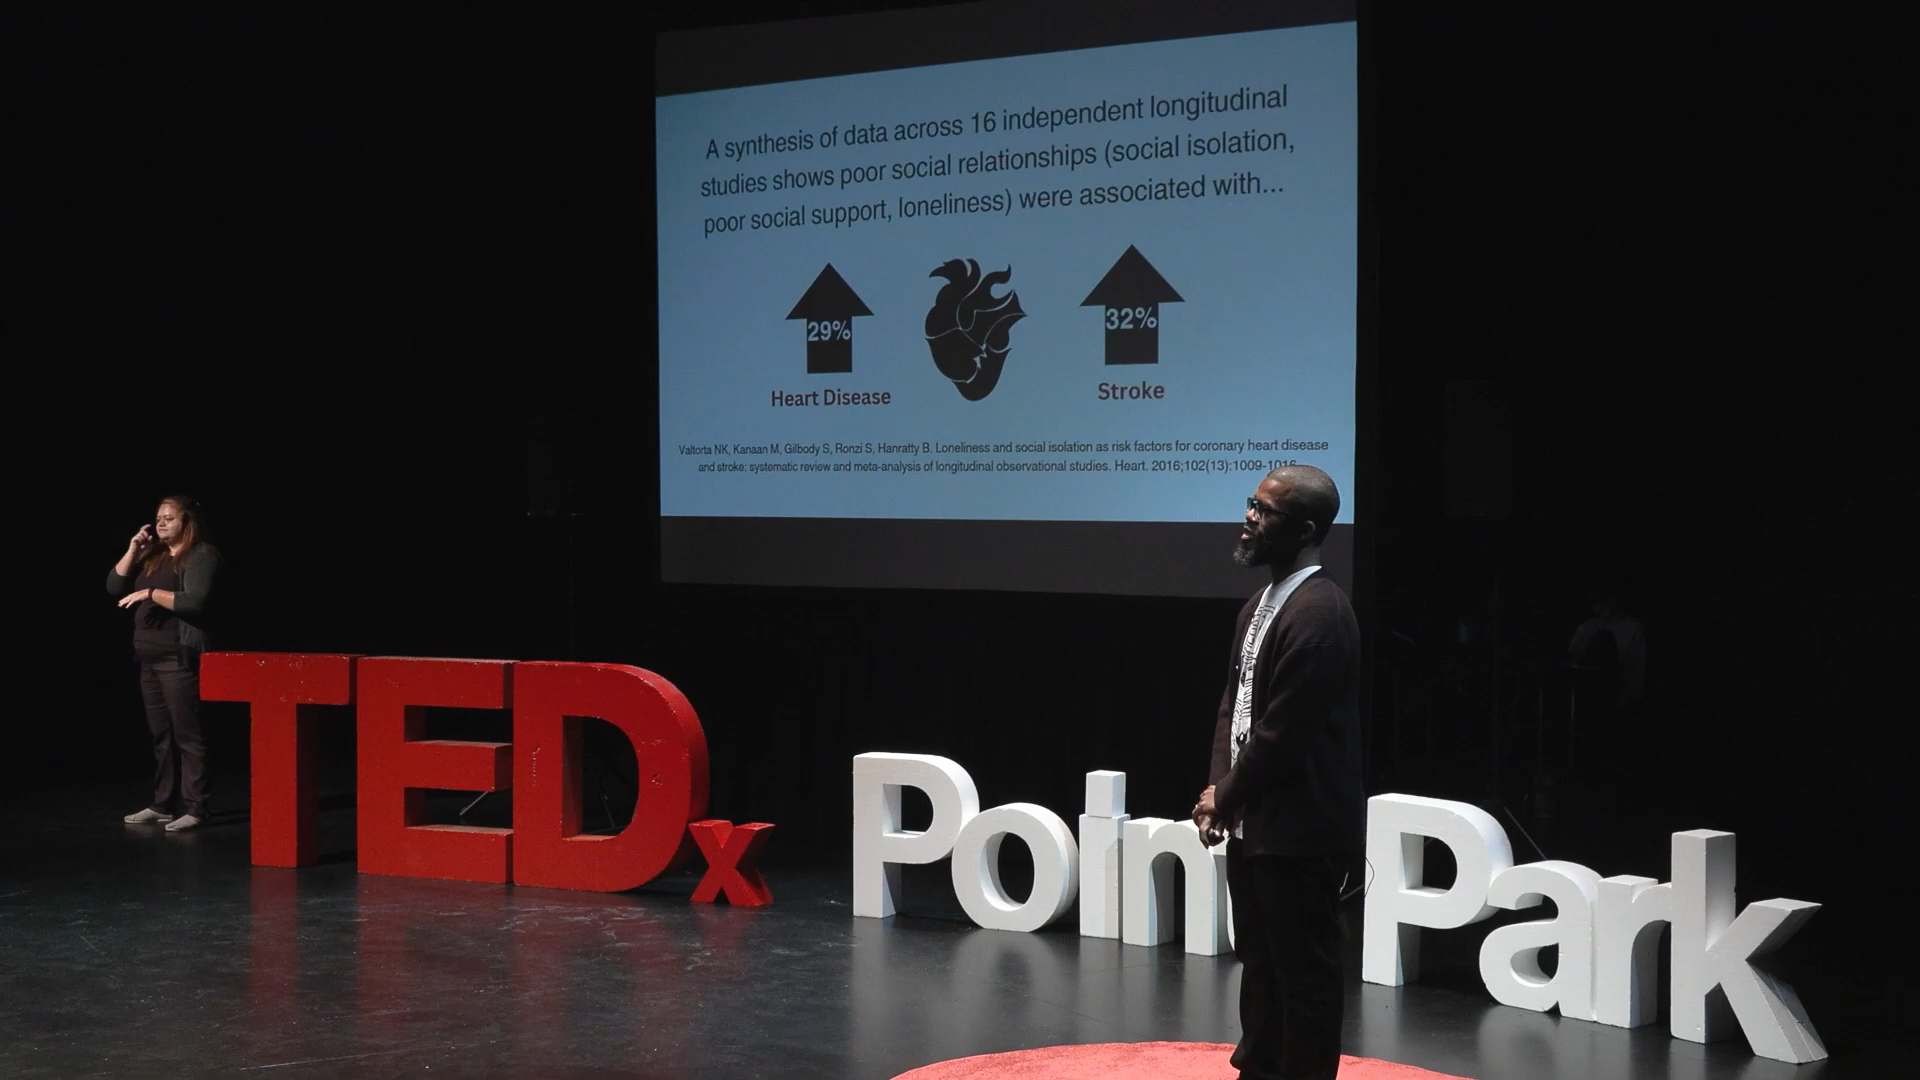 A synthesis of data across 16 independent longitudinal
studies shows poor social relationships (social isolation,
poor social support, loneliness) were associated with...
29%
32%
Heart Disease
Stroke
Valtorta NK, Kanaan M, Gilbody S, Ronzi S, Hanratty B. Loneliness and social isolation as risk factors for coronary heart disease
and stroke: systematic review and meta-analysis of longitudinal observational studies. Heart. 2016;102(13):1009-1016
TEDx
Point Park